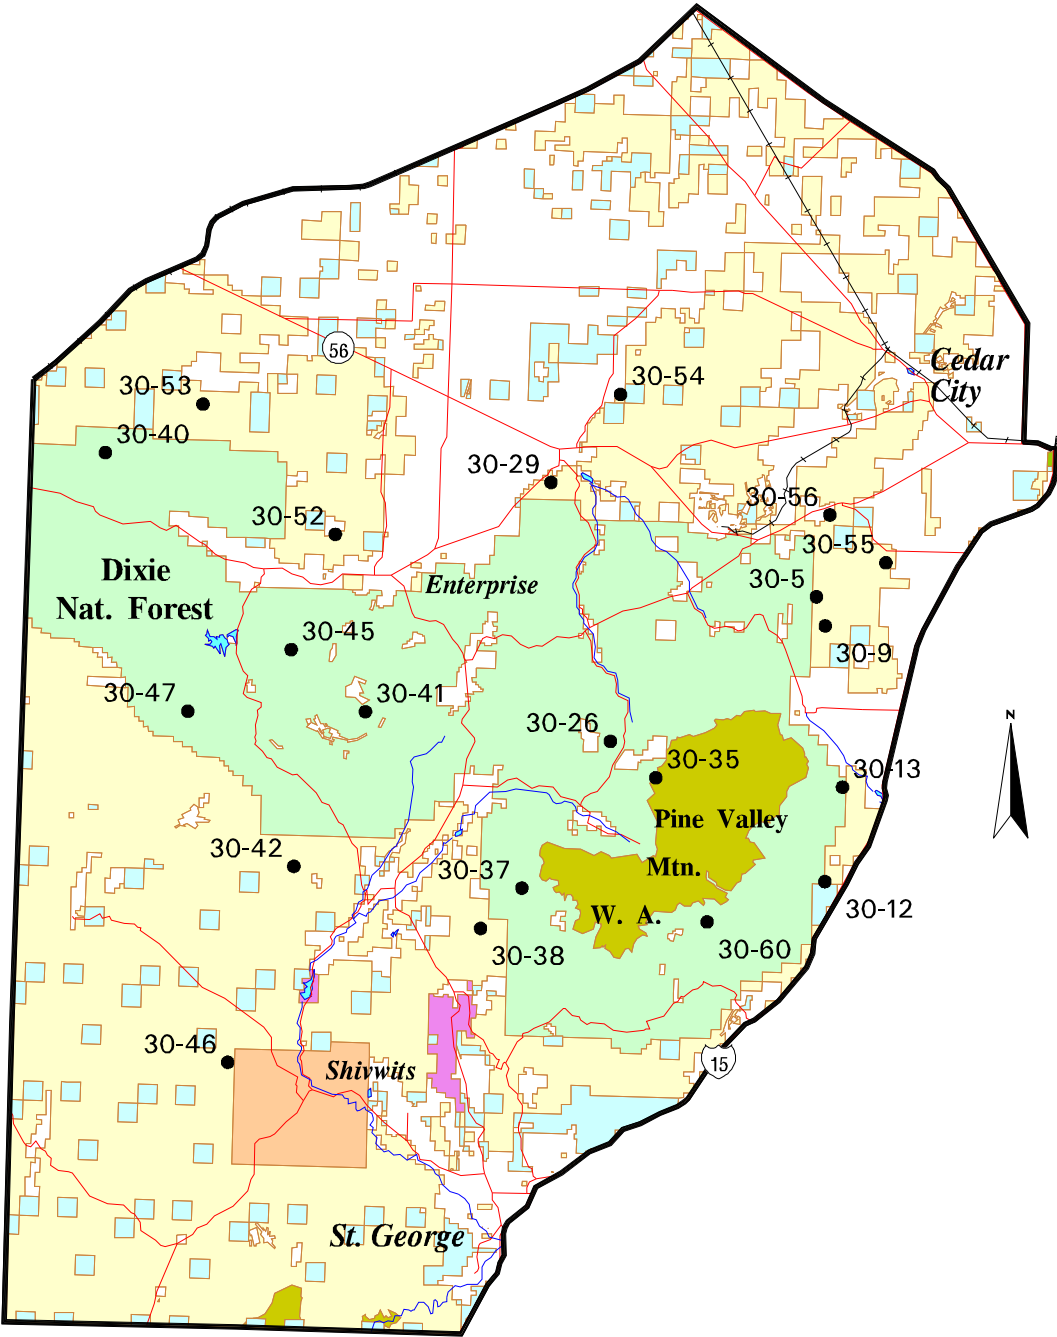 56
Cedar
City
30-53
30-54
30-40
30-29
30-56
30-52
30-55
Dixie
Nat. Forest
Enterprise
30-5
30-45
30-9
30-47
30-41
30-26
N
30-35
30-13
Pine Valley
30-42
30-37
Mtn.
W. A.
30-12
30-38
30-60
30-46
Shivwits
15
St. George